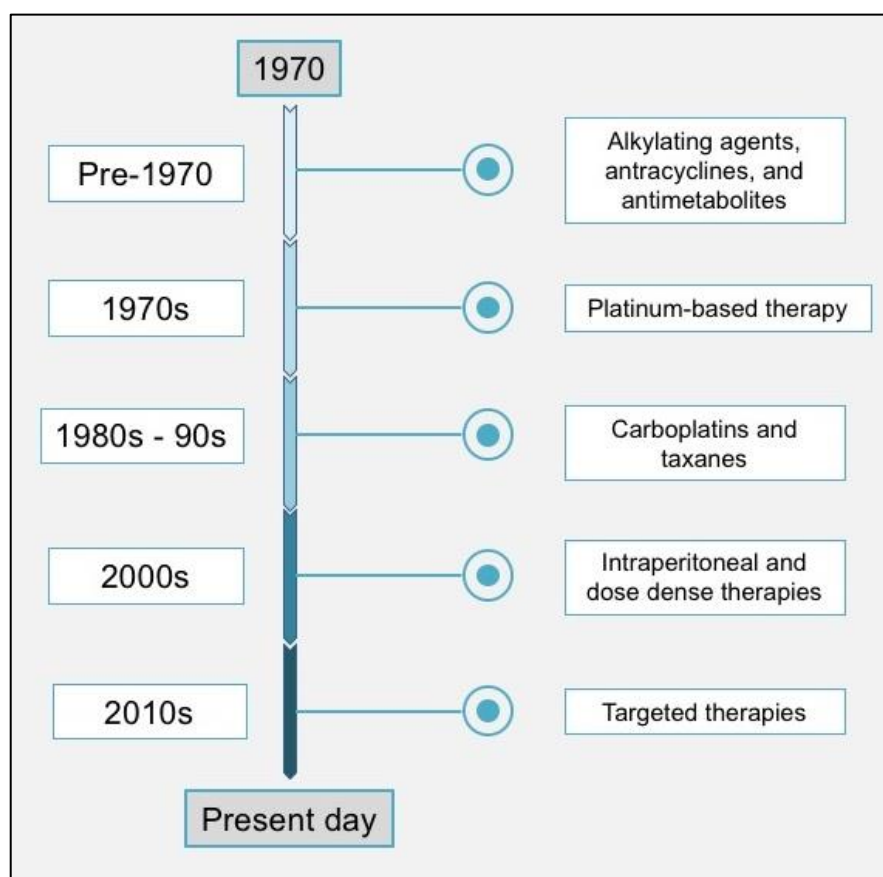 1970
Pre-1970
Alkylating agents,
antracyclines, and
antimetabolites
1970s
Platinum-based therapy
1980s - 90s
Carboplatins and
taxanes
2000s
Intraperitoneal and
dose dense therapies
2010s
Targeted therapies
Present day